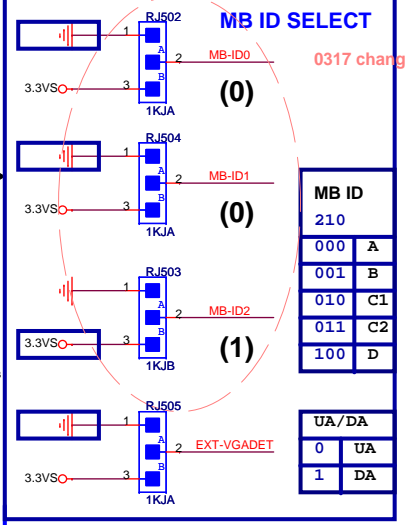 RJ502
MB ID SELECT
1
A
2
MB-ID0
B
3.3VS
3
(0)
1KJA
0317 chang
RJ504
1
A
2
MB-ID1
B
3.3VS
3
(0)
1KJA
RJ503
1
A
2
MB-ID2
B
3.3VS
3
(1)
1KJB
RJ505
1
A
2
EXT-VGADET
B
3.3VS
3
1KJA
MB ID
210
000 A
001 B
010 C1
011 C2
100 D
UA/DA
0 UA
1 DA